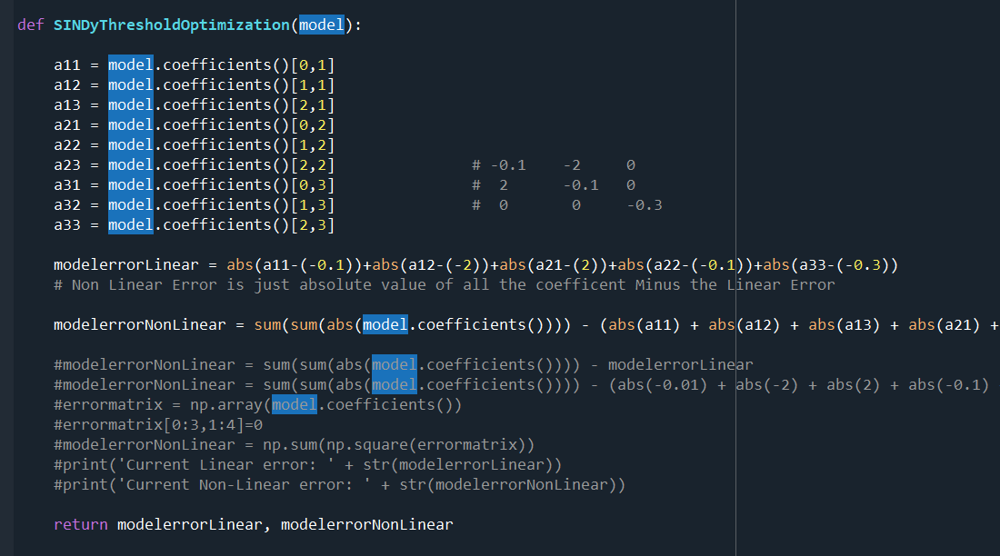 def SINDyThresholdOptimization(model):
a11 = model.coefficients()[0,1]
a12 = model.coefficients()[1,1]
a13 = model.coefficients()[2,1]
a21 = model.coefficients()[0,2]
a22 = model.coefficients()[1,2]
a23 = model.coefficients()[2,2] # -0.1 -2 0
a31 = model.coefficients()[0,3] # 2 -0.1 0
a32 = model.coefficients()[1,3] # 0 0 -0.3
a33 = model.coefficients()[2,3]
modelerrorLinear = abs(a11-(-0.1))+abs(a12-(-2))+abs(a21-(2))+abs(a22-(-0.1))+abs(a33-(-0.3))
# Non Linear Error is just absolute value of all the coefficent Minus the Linear Error
modelerrorNonLinear = sum(sum(abs(model.coefficients()))) - (abs(a11) + abs(a12) + abs(a13) + abs(a21) +
#modelerrorNonLinear = sum(sum(abs(model.coefficients()))) - modelerrorLinear
#modelerrorNonLinear = sum(sum(abs(model.coefficients()))) - (abs(-0.01) + abs(-2) + abs(2) + abs(-0.1)
#errormatrix = np.array(model.coefficients())
#errormatrix[0:3,1:4]=0
#modelerrorNonLinear = np.sum(np.square(errormatrix))
#print('Current Linear error: ' + str(modelerrorLinear))
#print('Current Non-Linear error: ' + str(modelerrorNonLinear))
return modelerrorLinear, modelerrorNonLinear